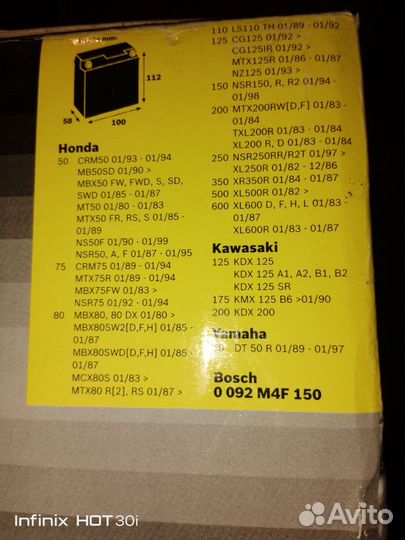 mm
112
58
100
Honda
50 CRM50 01/93 - 01/94
MB50SD 01/90 >
MBX50 FW, FWD, S, SD,
SWD 01/85 - 01/87
MT50 01/80 - 01/83
MTX50 FR, RS, S 01/85 -
01/89
NS50F 01/90 - 01/99
NSR50, A, F 01/87 - 01/95
75 CRM75 01/89 - 01/94
MTX75R 01/89 - 01/94
MBX75FW 01/83 >
NSR75 01/92 - 01/94
80 MBX80, 80 DX 01/80 >
MBX80SW2[D,F,H] 01/85 -
01/87
MBX80SWD[D,F,H] 01/85 -
01/87
MCX80S 01/83 >
MTX80 R[2], RS 01/87 >
110 LS110 TH 01/89 - 01/92
125 CG125 01/92 >
CG125IR 01/92 >
MTX125R 01/86 - 01/87
NZ125 01/93 >
150 NSR150, R, R2 01/94 -
01/98
200 MTX200RW[D,F] 01/83 -
01/84
TXL200R 01/83 - 01/84
XL200 R, D 01/83 - 01/84
250 NSR250RR/R2T 01/97 >
XL250R 01/82 - 12/86
350 XR350R 01/84 - 01/87
500 XL500R 01/82 >
600 XL600 D, F, H, L 01/83 -
01/87
XL600R 01/83 - 01/87
Kawasaki
125 KDX 125
KDX 125 A1, A2, B1, B2
KDX 125 SR
175 KMX 125 B6 >01/90
200 KDX 200
Yamaha
DT 50 R 01/89 - 01/97
Bosch
0 092 M4F 150
Infinix HOT 30i
Avito